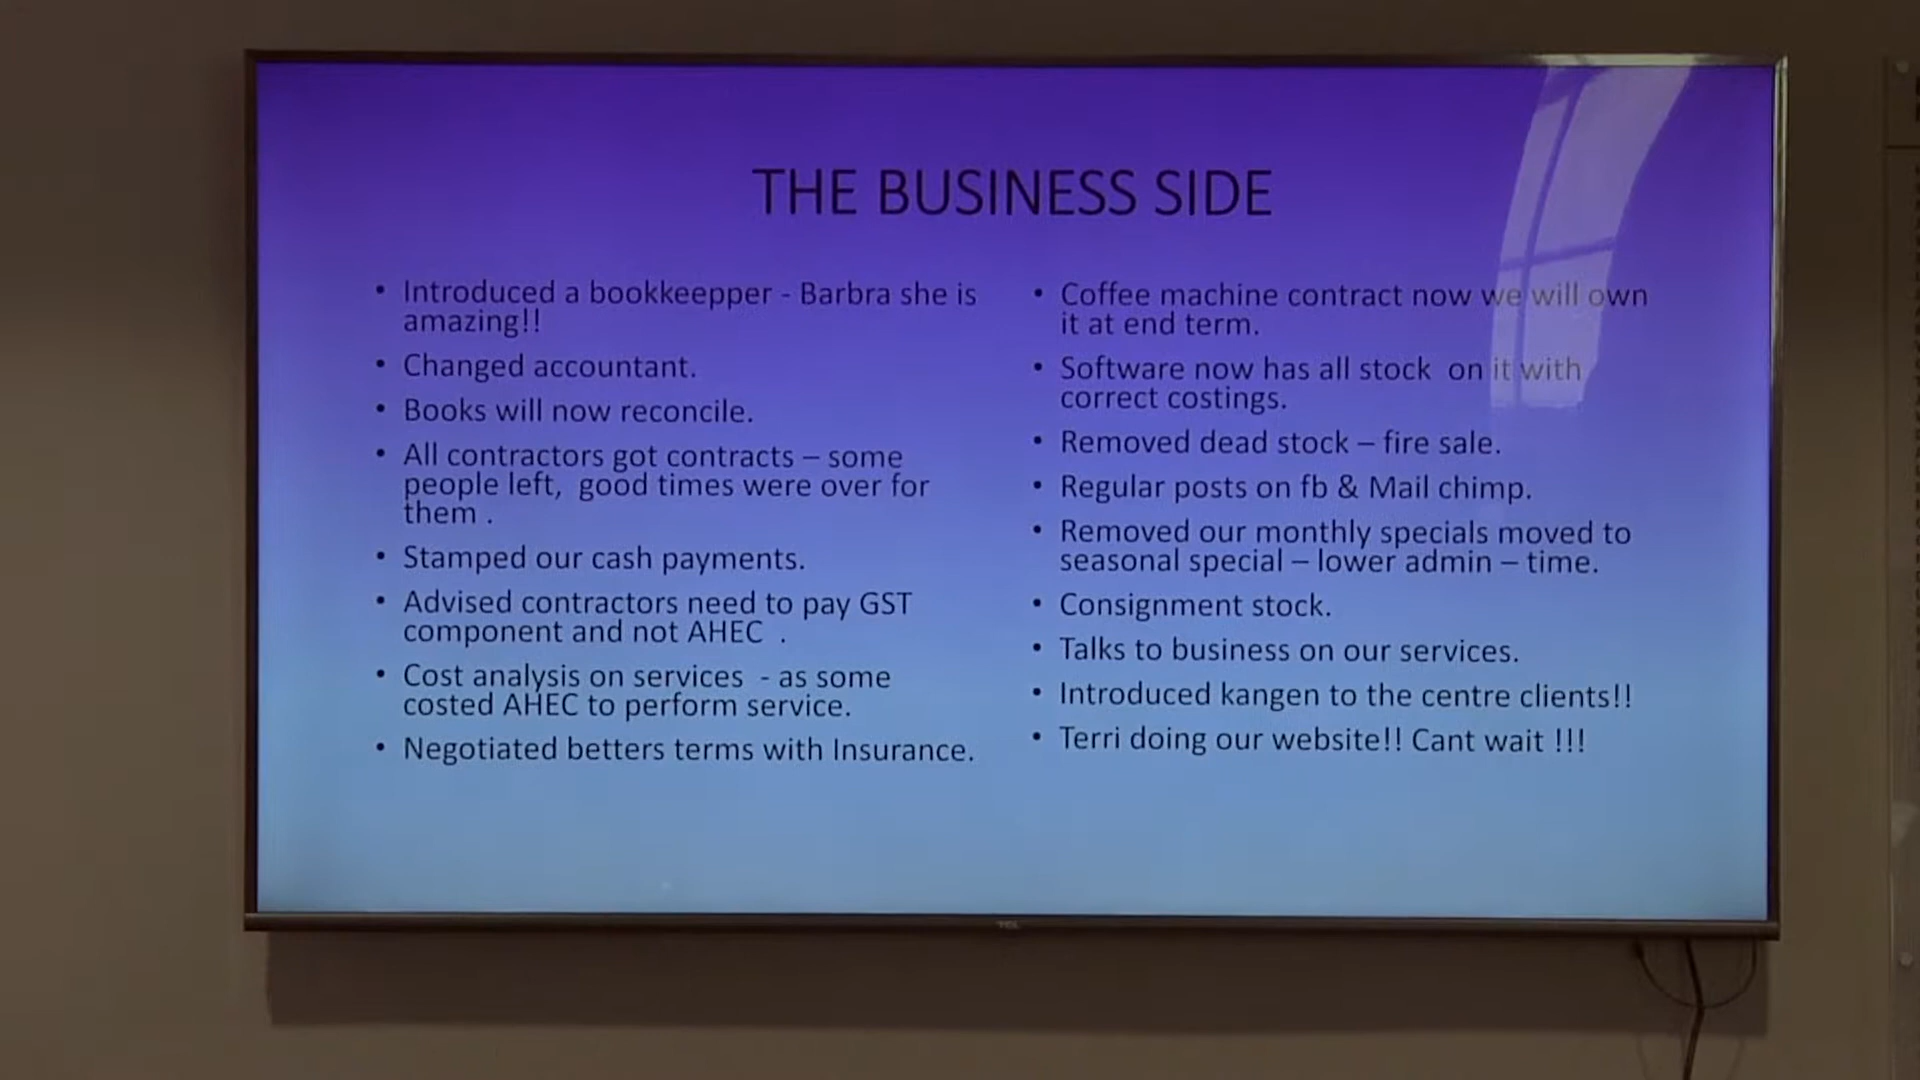 THE BUSINESS SIDE
• Introduced a bookkeepper - Barbra she is
amazing!!
• Changed accountant.
• Books will now reconcile.
• All contractors got contracts – some
people left,  good times were over for
them .
• Stamped our cash payments.
• Advised contractors need to pay GST
component and not AHEC  .
• Cost analysis on services  - as some
costed AHEC to perform service.
• Negotiated betters terms with Insurance.
• Coffee machine contract now we will own
it at end term.
• Software now has all stock  on it with
correct costings.
• Removed dead stock – fire sale.
• Regular posts on fb & Mail chimp.
• Removed our monthly specials moved to
seasonal special – lower admin – time.
• Consignment stock.
• Talks to business on our services.
• Introduced kangen to the centre clients!!
• Terri doing our website!! Cant wait !!!
TCL